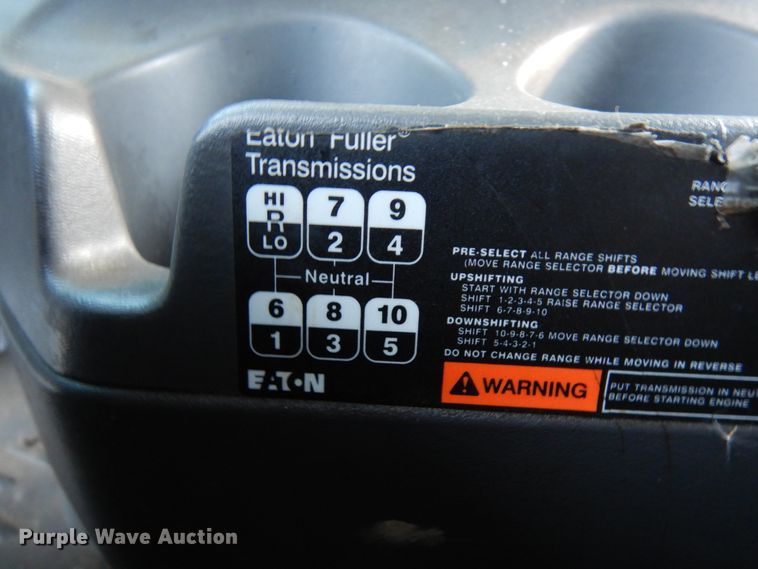 Eaton Fuller®
Transmissions
HI R LO
7 2
9 4
Neutral
6 1
8 3
10 5
EAT•N
RANGE
SELECTOR
PRE-SELECT ALL RANGE SHIFTS
(MOVE RANGE SELECTOR BEFORE MOVING SHIFT LE
UPSHIFTING
START WITH RANGE SELECTOR DOWN
SHIFT 1-2-3-4-5 RAISE RANGE SELECTOR
SHIFT 6-7-8-9-10
DOWNSHIFTING
SHIFT 10-9-8-7-6 MOVE RANGE SELECTOR DOWN
SHIFT 5-4-3-2-1
DO NOT CHANGE RANGE WHILE MOVING IN REVERSE
WARNING
PUT TRANSMISSION IN NEU
BEFORE STARTING ENGINE
Purple Wave Auction